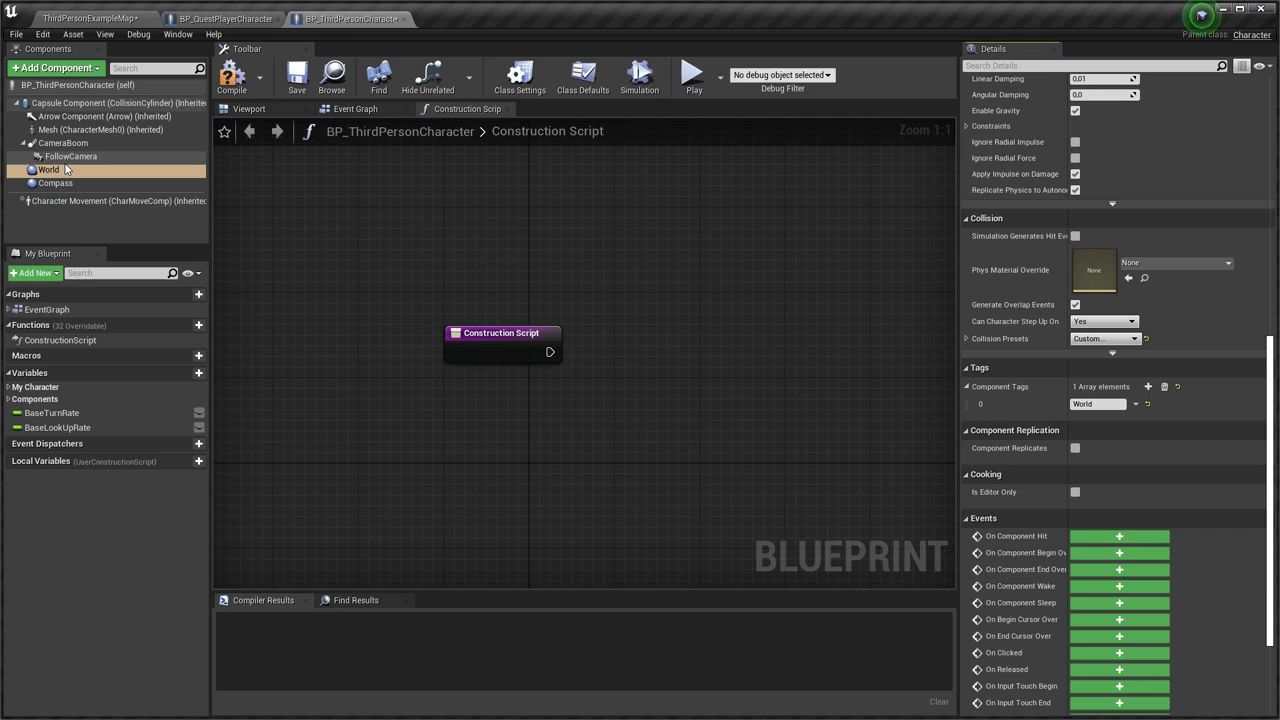 ThirdPersonExampleMap*
BP_QuestPlayerCharacter
BP_ThirdPersonCharacte
Parent class: Character
File Edit Asset View Debug Window Help
Components
+ Add Component
Search
BP_ThirdPersonCharacter (self)
Capsule Component (CollisionCylinder) (Inherite
Arrow Component (Arrow) (Inherited)
Mesh (CharacterMesh0) (Inherited)
CameraBoom
FollowCamera
World
Compass
Character Movement (CharMoveComp) (Inherited
My Blueprint
+ Add New
Search
Graphs
EventGraph
Functions (32 Overridable)
ConstructionScript
Macros
Variables
My Character
Components
BaseTurnRate
BaseLookUpRate
Event Dispatchers
Local Variables (UserConstructionScript)
Toolbar
Compile
Save
Browse
Find
Hide Unrelated
Class Settings
Class Defaults
Simulation
Play
No debug object selected
Debug Filter
Viewport
Event Graph
Construction Scrip
BP_ThirdPersonCharacter > Construction Script
Zoom 1:1
Construction Script
BLUEPRINT
Compiler Results
Find Results
Clear
Details
Search Details
Linear Damping 0,01
Angular Damping 0,0
Enable Gravity
Constraints
Ignore Radial Impulse
Ignore Radial Force
Apply Impulse on Damage
Replicate Physics to Autono
Collision
Simulation Generates Hit Eve
Phys Material Override
None
None
Generate Overlap Events
Can Character Step Up On Yes
Collision Presets Custom...
Tags
Component Tags 1 Array elements
0 World
Component Replication
Component Replicates
Cooking
Is Editor Only
Events
On Component Hit
On Component Begin Ov
On Component End Over
On Component Wake
On Component Sleep
On Begin Cursor Over
On End Cursor Over
On Clicked
On Released
On Input Touch Begin
On Input Touch End